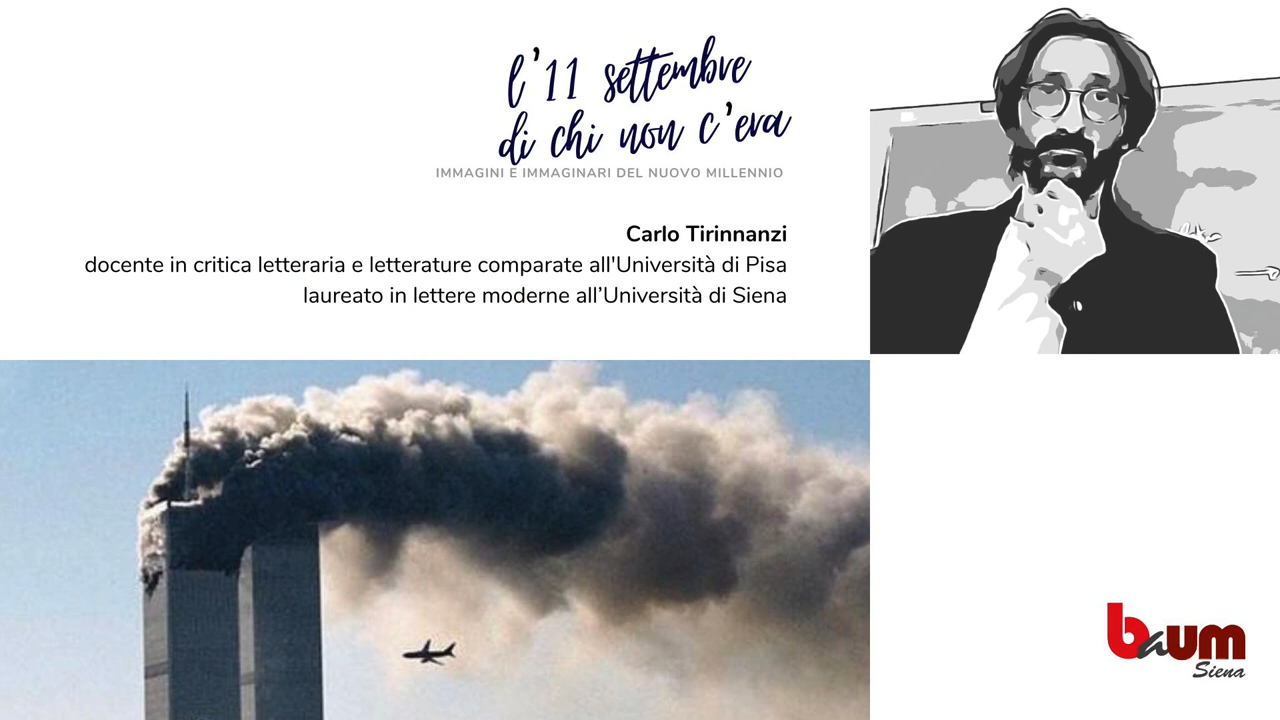 l'11 settembre
di chi non c'era
IMMAGINI E IMMAGINARI DEL NUOVO MILLENNIO
Carlo Tirinnanzi
docente in critica letteraria e letterature comparate all'Università di Pisa
laureato in lettere moderne all’Università di Siena
baum
Siena